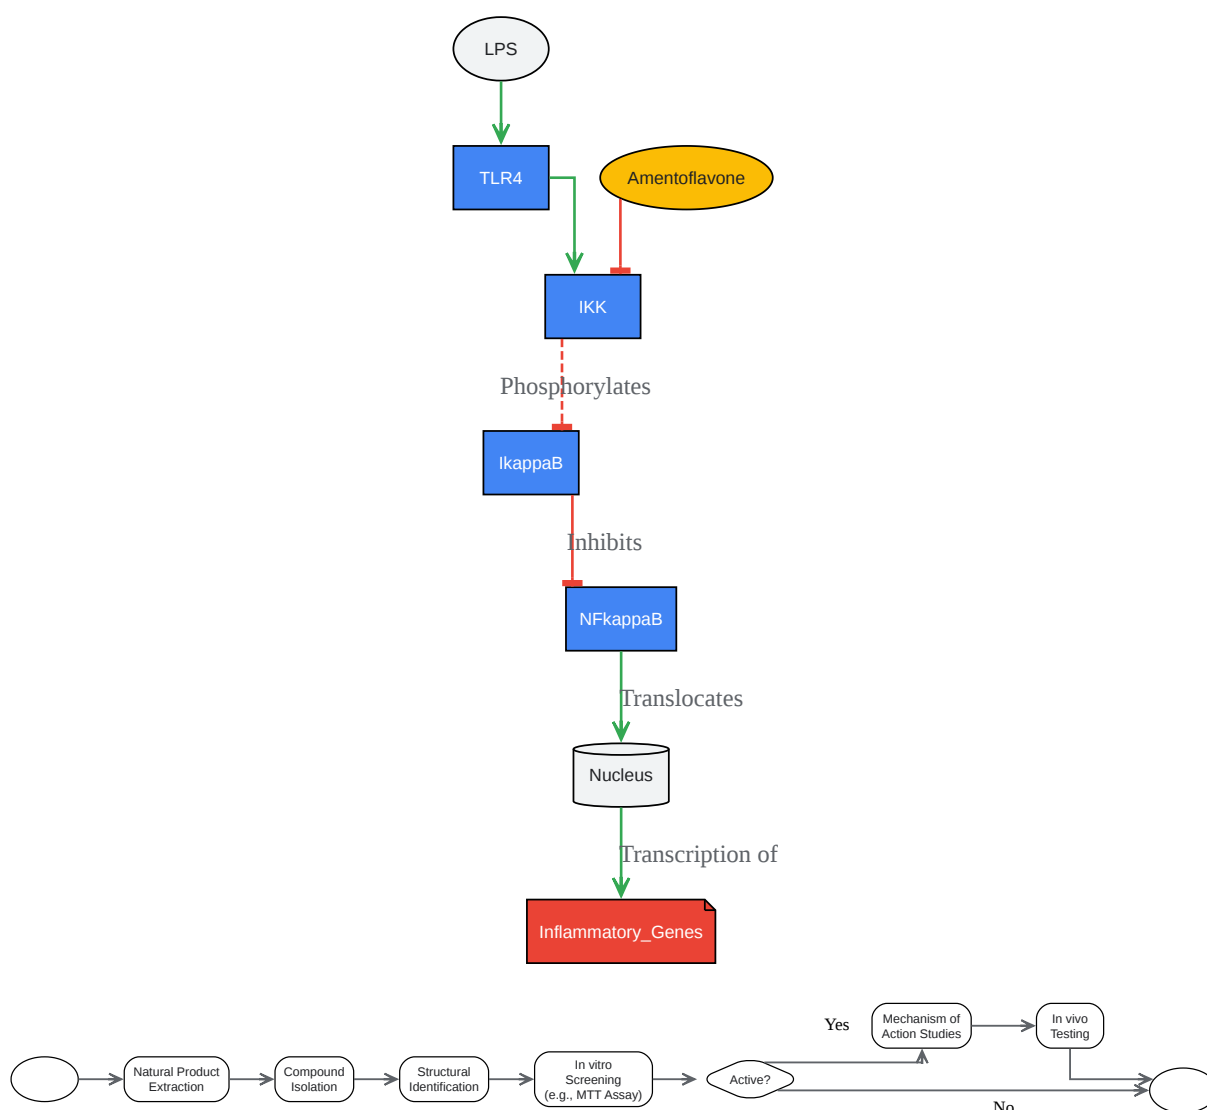 LPS
TLR4
Amentoflavone
IKK
Phosphorylates
IkappaB
Inhibits
NFkappaB
Translocates
Nucleus
Transcription of
Inflammatory_Genes
Natural Product
Extraction
Compound
Isolation
Structural
Identification
In vitro
Screening
(e.g., MTT Assay)
Active?
Yes
Mechanism of
Action Studies
In vivo
Testing
No